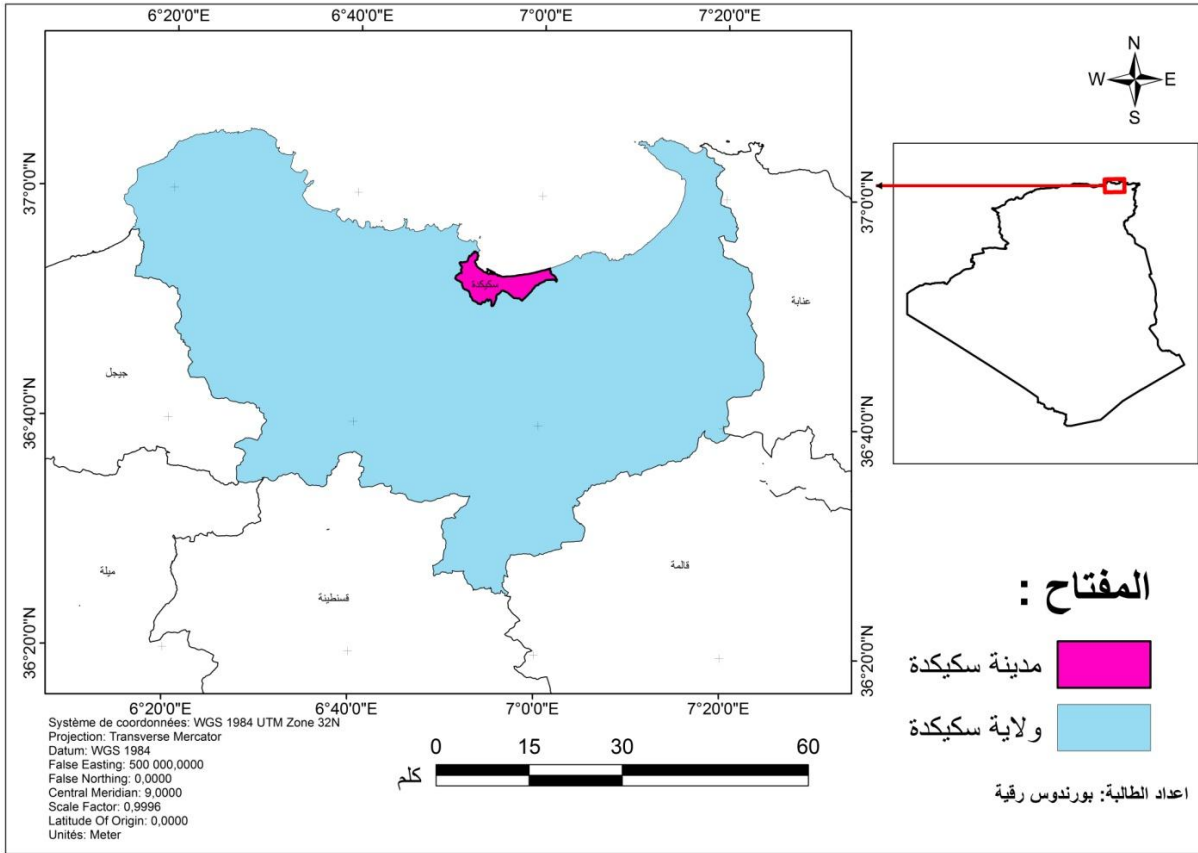 6°20'0"E 6°40'0"E 7°0'0"E 7°20'0"E
N
W E
S
37°0'0"N
37°0'0"N
سكيكدة
عنابة
جيجل
36°40'0"N
36°40'0"N
ميلة
قسنطينة
قالمة
36°20'0"N
36°20'0"N
6°20'0"E 6°40'0"E 7°0'0"E 7°20'0"E
المفتاح :
مدينة سكيكدة
ولاية سكيكدة
اعداد الطالبة: بورندوس رقية
Système de coordonnées: WGS 1984 UTM Zone 32N
Projection: Transverse Mercator
Datum: WGS 1984
False Easting: 500 000,0000
False Northing: 0,0000
Central Meridian: 9,0000
Scale Factor: 0,9996
Latitude Of Origin: 0,0000
Unités: Meter
0 15 30 60
كلم